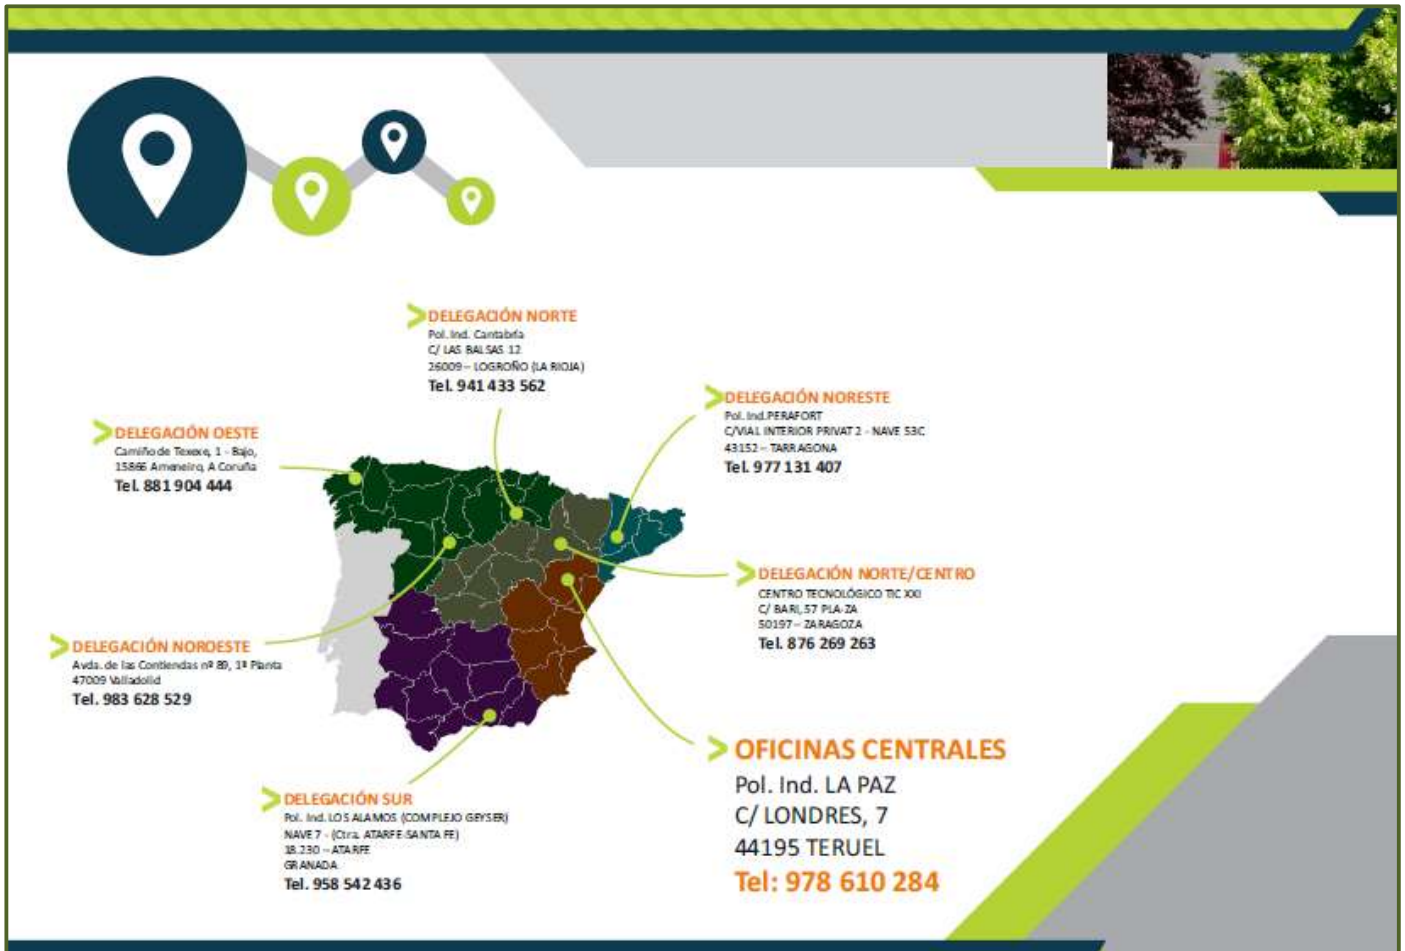 DELEGACIÓN NORTE
Pol. Ind. Cantabria
C/ LAS BALSAS 12
26009 – LOGROÑO (LA RIOJA)
Tel. 941 433 562
DELEGACIÓN NORESTE
Pol. Ind.PERAFORT
C/VIAL INTERIOR PRIVAT 2 - NAVE 53C
43152 – TARRAGONA
Tel. 977 131 407
DELEGACIÓN OESTE
Camiño de Texexe, 1 - Bajo,
15866 Ameneiro, A Coruña
Tel. 881 904 444
DELEGACIÓN NORTE/CENTRO
CENTRO TECNOLÓGICO TIC XXI
C/ BARI, 57 PLA-ZA
50197 – ZARAGOZA
Tel. 876 269 263
DELEGACIÓN NOROESTE
Avda. de las Contiendas nº 89, 1ª Planta
47009 Valladolid
Tel. 983 628 529
OFICINAS CENTRALES
Pol. Ind. LA PAZ
C/ LONDRES, 7
44195 TERUEL
Tel: 978 610 284
DELEGACIÓN SUR
Pol. Ind. LOS ALAMOS (COMPLEJO GEYSER)
NAVE 7 - (Ctra. ATARFE-SANTA FE)
18.230 – ATARFE
GRANADA
Tel. 958 542 436